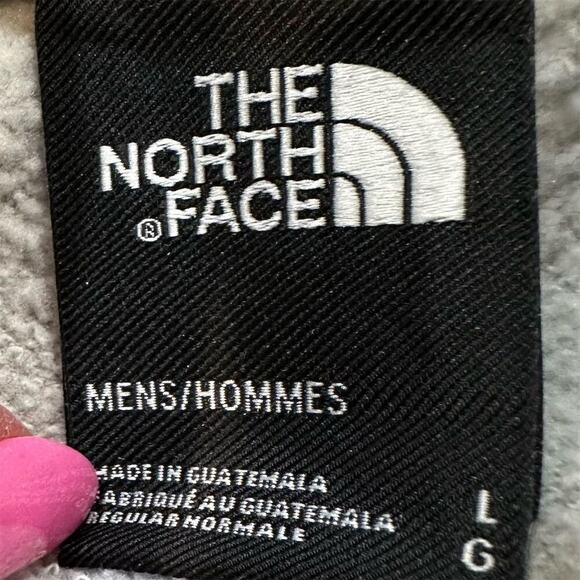 THE
NORTH
®FACE
MENS/HOMMES
MADE IN GUATEMALA
FABRIQUÉ AU GUATEMALA
REGULAR NORMALE
L
G